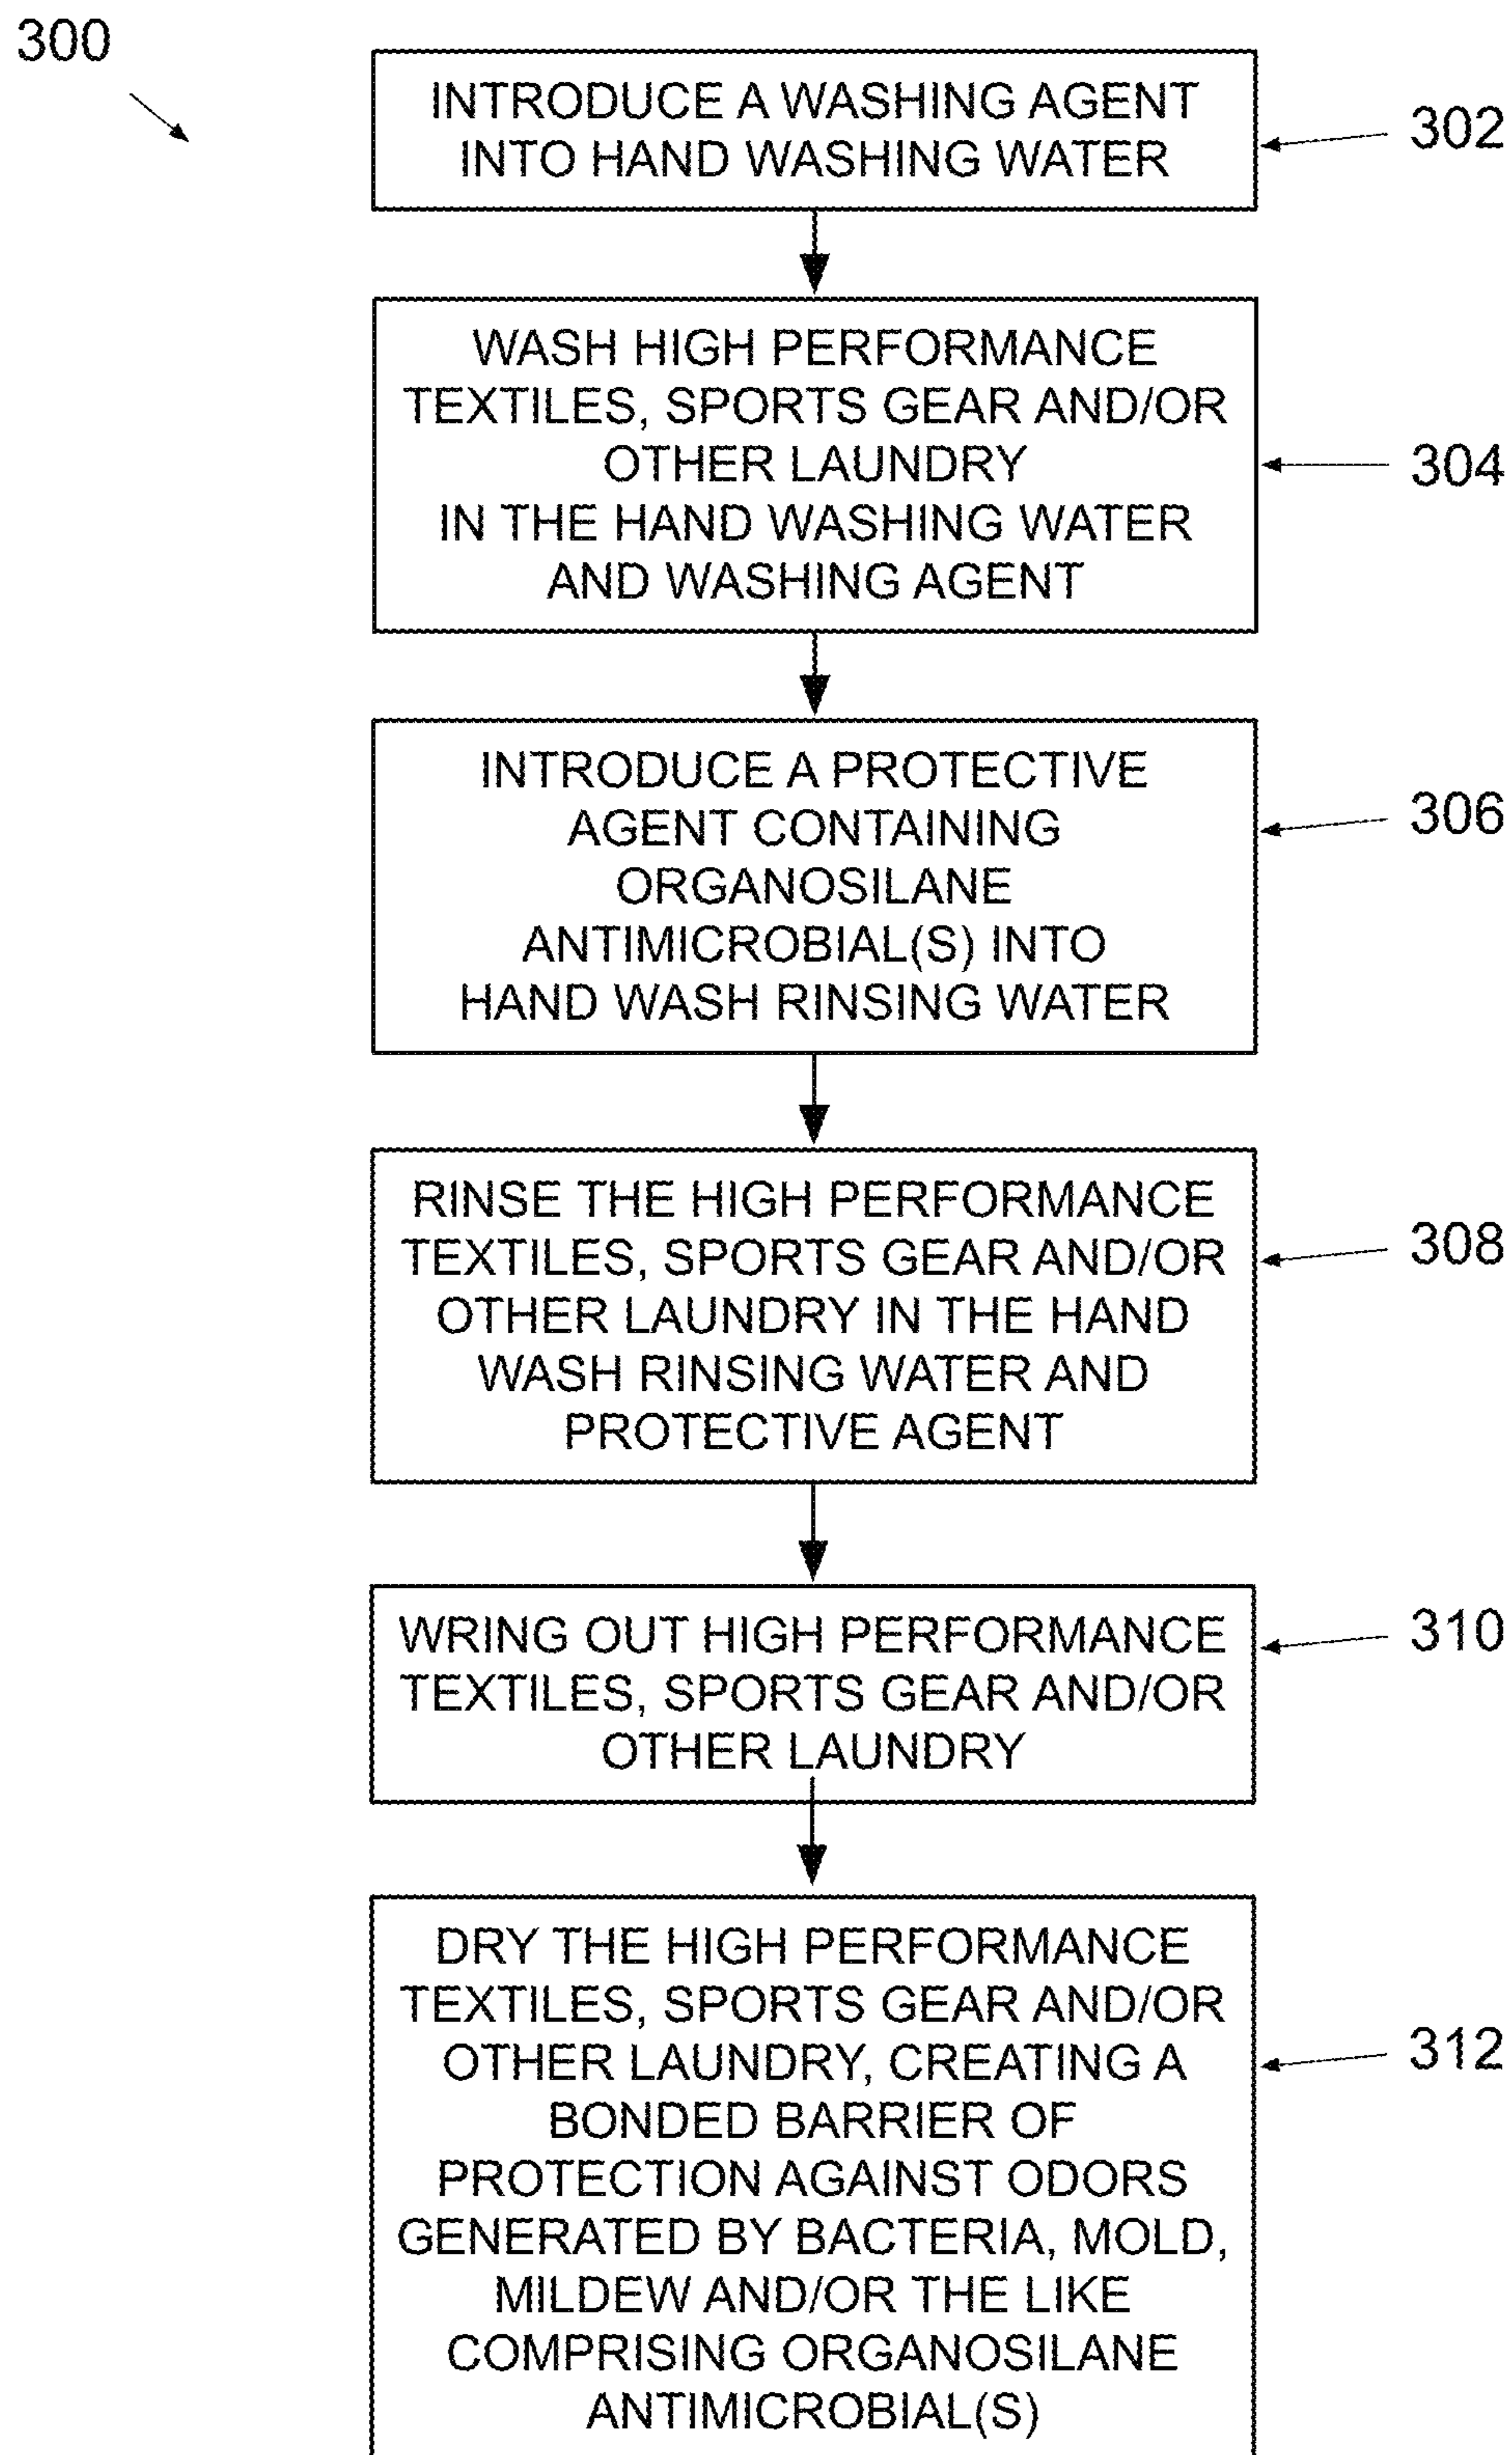 300
INTRODUCE A WASHING AGENT
INTO HAND WASHING WATER
302
WASH HIGH PERFORMANCE
TEXTILES, SPORTS GEAR AND/OR
OTHER LAUNDRY
IN THE HAND WASHING WATER
AND WASHING AGENT
304
INTRODUCE A PROTECTIVE
AGENT CONTAINING
ORGANOSILANE
ANTIMICROBIAL(S) INTO
HAND WASH RINSING WATER
306
RINSE THE HIGH PERFORMANCE
TEXTILES, SPORTS GEAR AND/OR
OTHER LAUNDRY IN THE HAND
WASH RINSING WATER AND
PROTECTIVE AGENT
308
WRING OUT HIGH PERFORMANCE
TEXTILES, SPORTS GEAR AND/OR
OTHER LAUNDRY
310
DRY THE HIGH PERFORMANCE
TEXTILES, SPORTS GEAR AND/OR
OTHER LAUNDRY, CREATING A
BONDED BARRIER OF
PROTECTION AGAINST ODORS
GENERATED BY BACTERIA, MOLD,
MILDEW AND/OR THE LIKE
COMPRISING ORGANOSILANE
ANTIMICROBIAL(S)
312